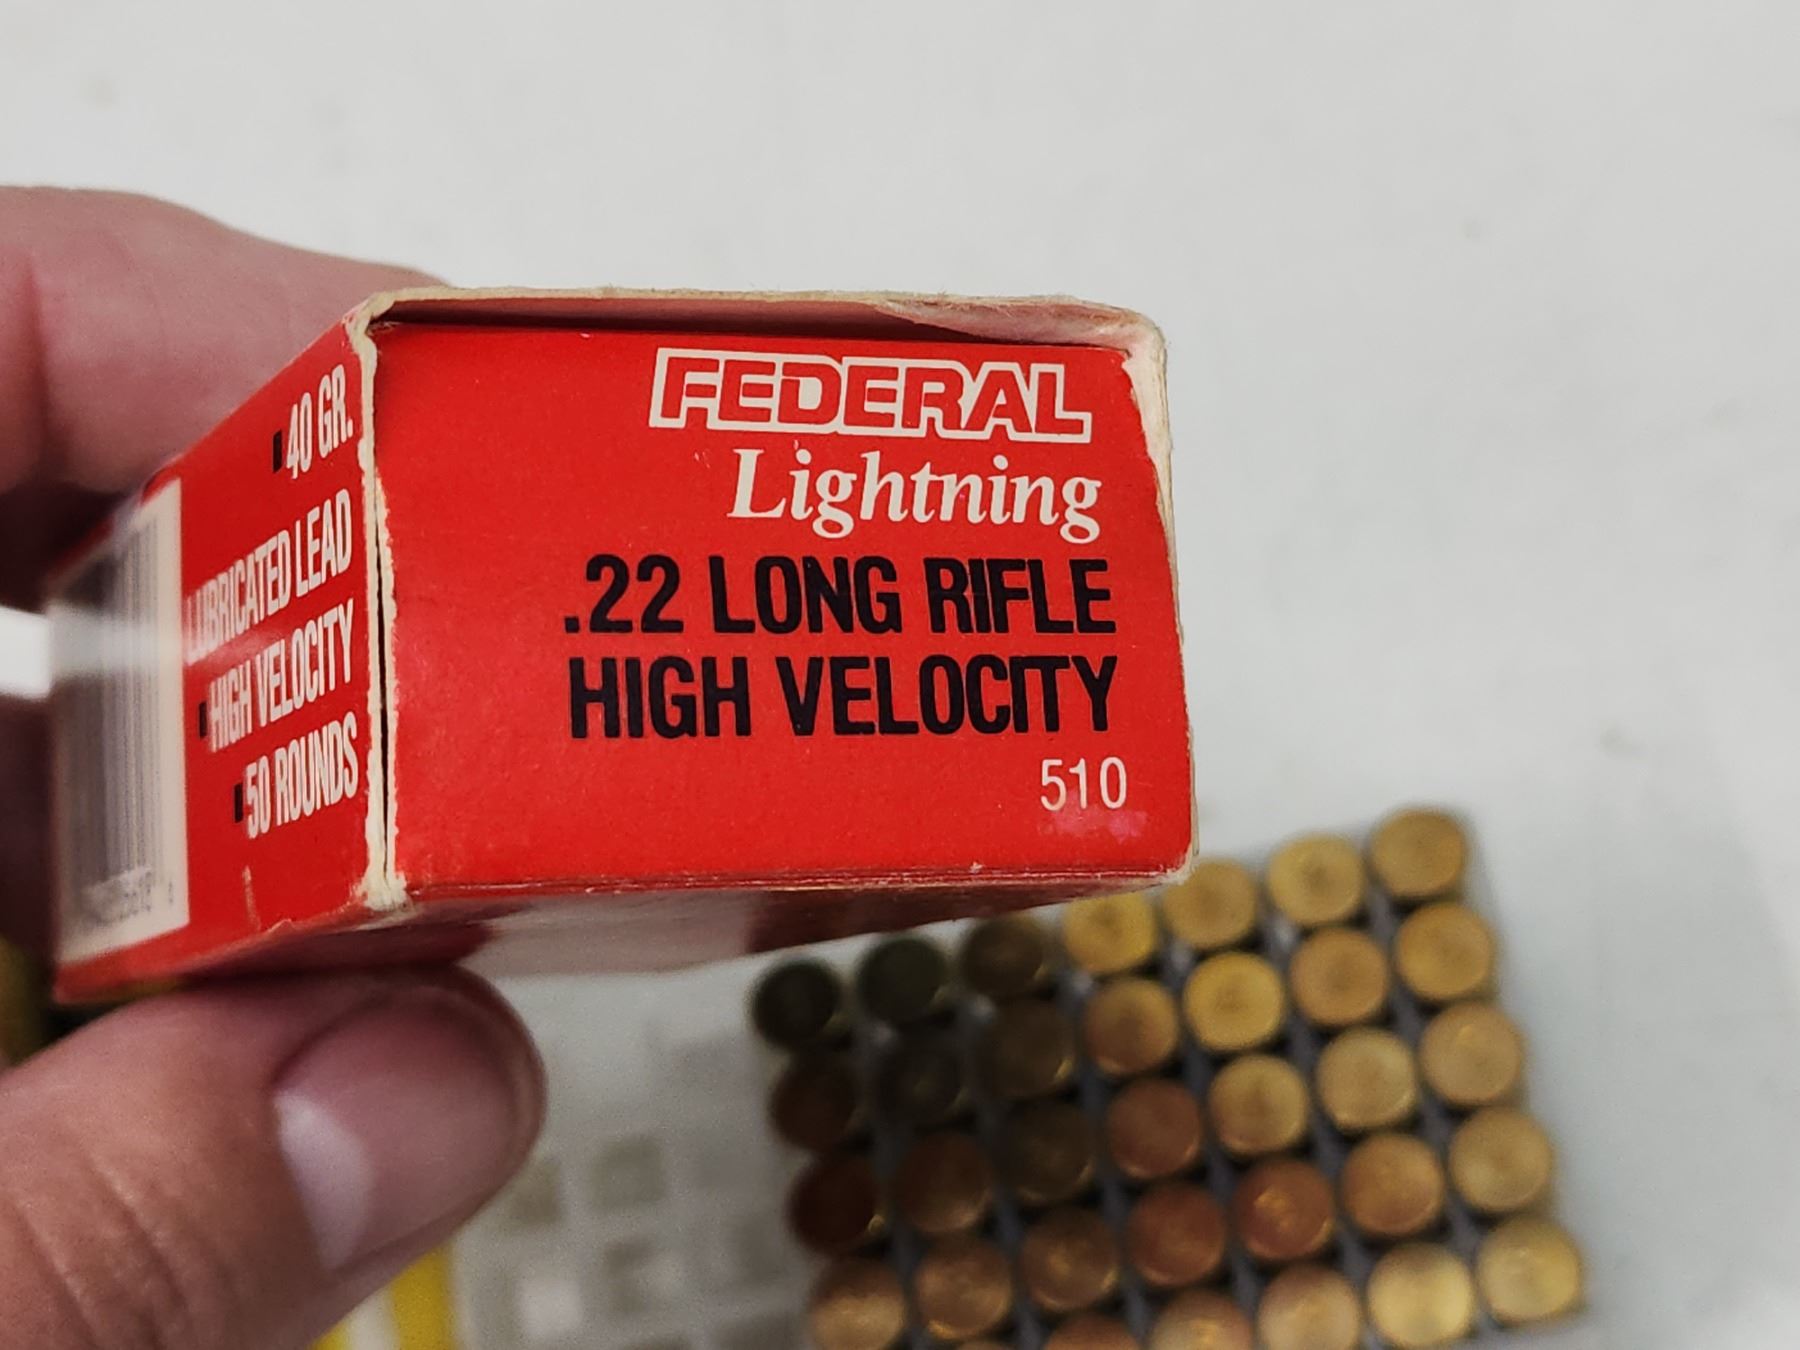 FEDERAL
Lightning
.22 LONG RIFLE
HIGH VELOCITY
510
40 GR.
LUBRICATED LEAD
HIGH VELOCITY
50 ROUNDS